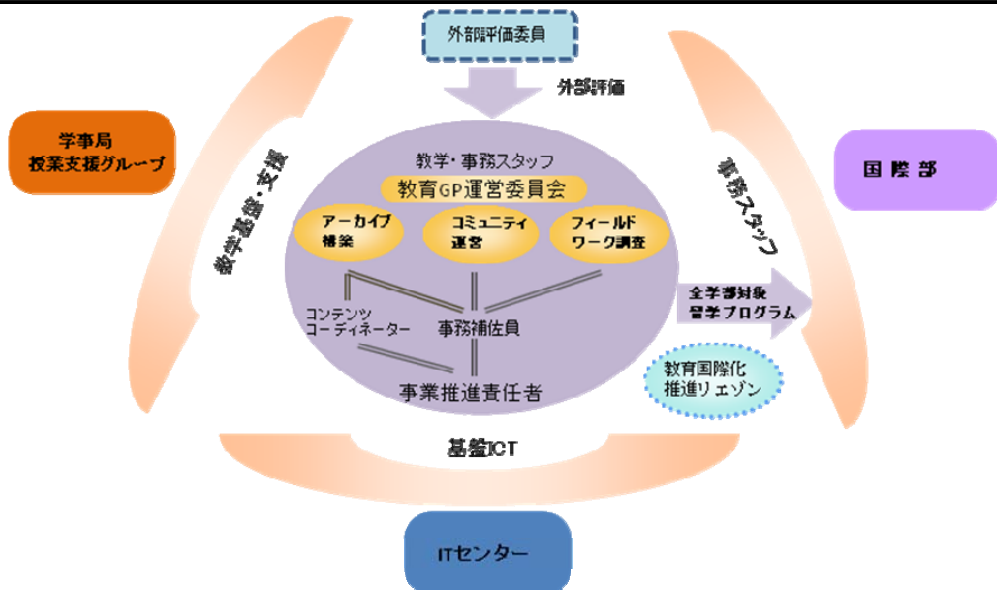 外部評価委員
外部評価
学事局
授業支援グループ
教学基盤・支援
事務スタッフ
国際部
教学・事務スタッフ
教育GP運営委員会
アーカイブ
構築
コミュニティ
運営
フィールド
ワーク調査
コンテンツ
コーディネーター
事務補佐員
事業推進責任者
全学部対象
留学プログラム
教育国際化
推進リエゾン
基盤ICT
ITセンター